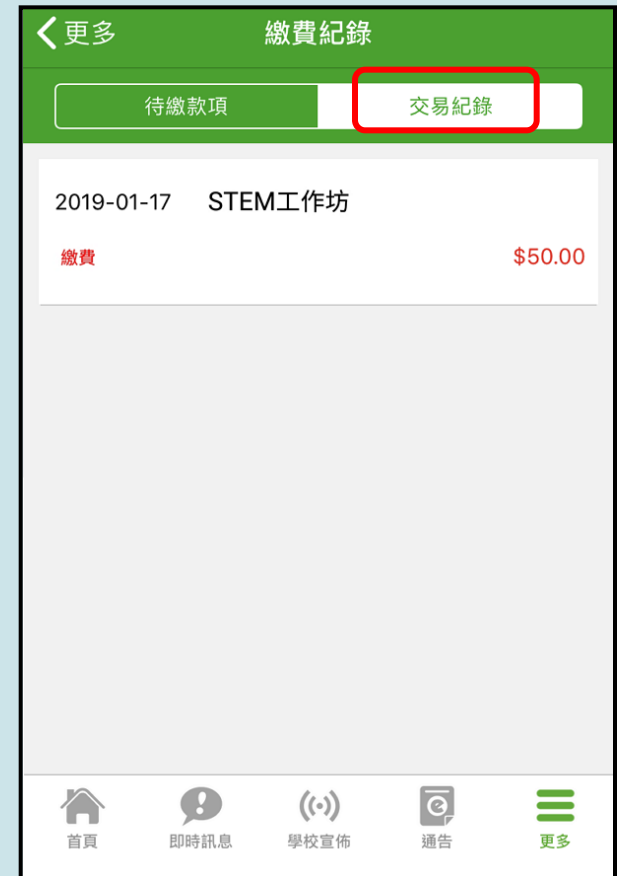 更多 繳費紀錄
待繳款項 交易紀錄
2019-01-17 STEM工作坊
繳費 $50.00
首頁 即時訊息 學校宣佈 通告 更多